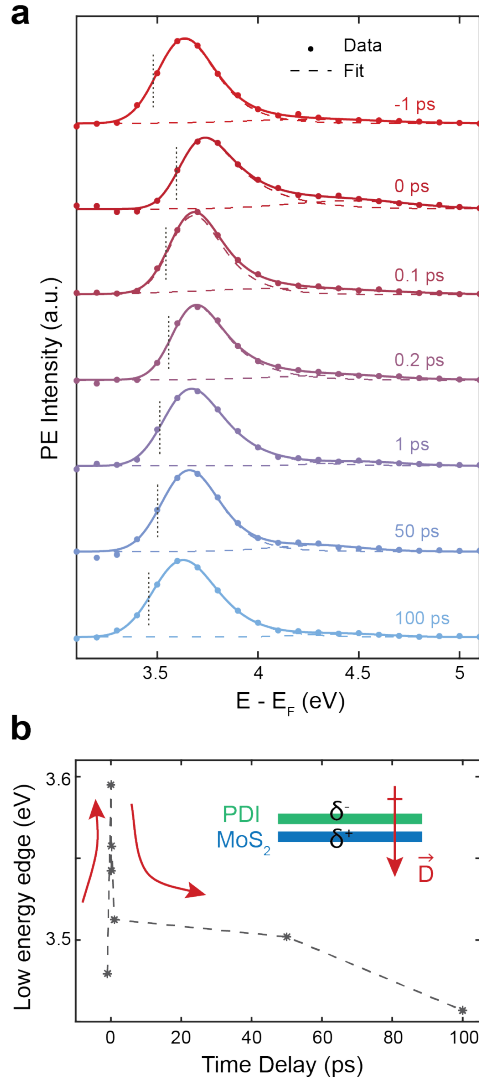 a
Data
Fit
-1 ps
0 ps
0.1 ps
0.2 ps
1 ps
50 ps
100 ps
PE Intensity (a.u.)
3.5 4 4.5 5
E - E_F (eV)
b
3.6
3.5
Low energy edge (eV)
PDI δ-
MoS₂ δ+
D
0 20 40 60 80 100
Time Delay (ps)